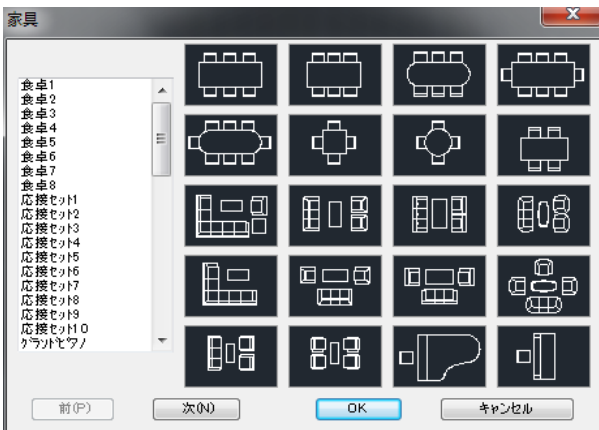 家具
食卓1
食卓2
食卓3
食卓4
食卓5
食卓6
食卓7
食卓8
応接セット1
応接セット2
応接セット3
応接セット4
応接セット5
応接セット6
応接セット7
応接セット8
応接セット9
応接セット10
グランドピアノ
前(P)
次(N)
OK
キャンセル